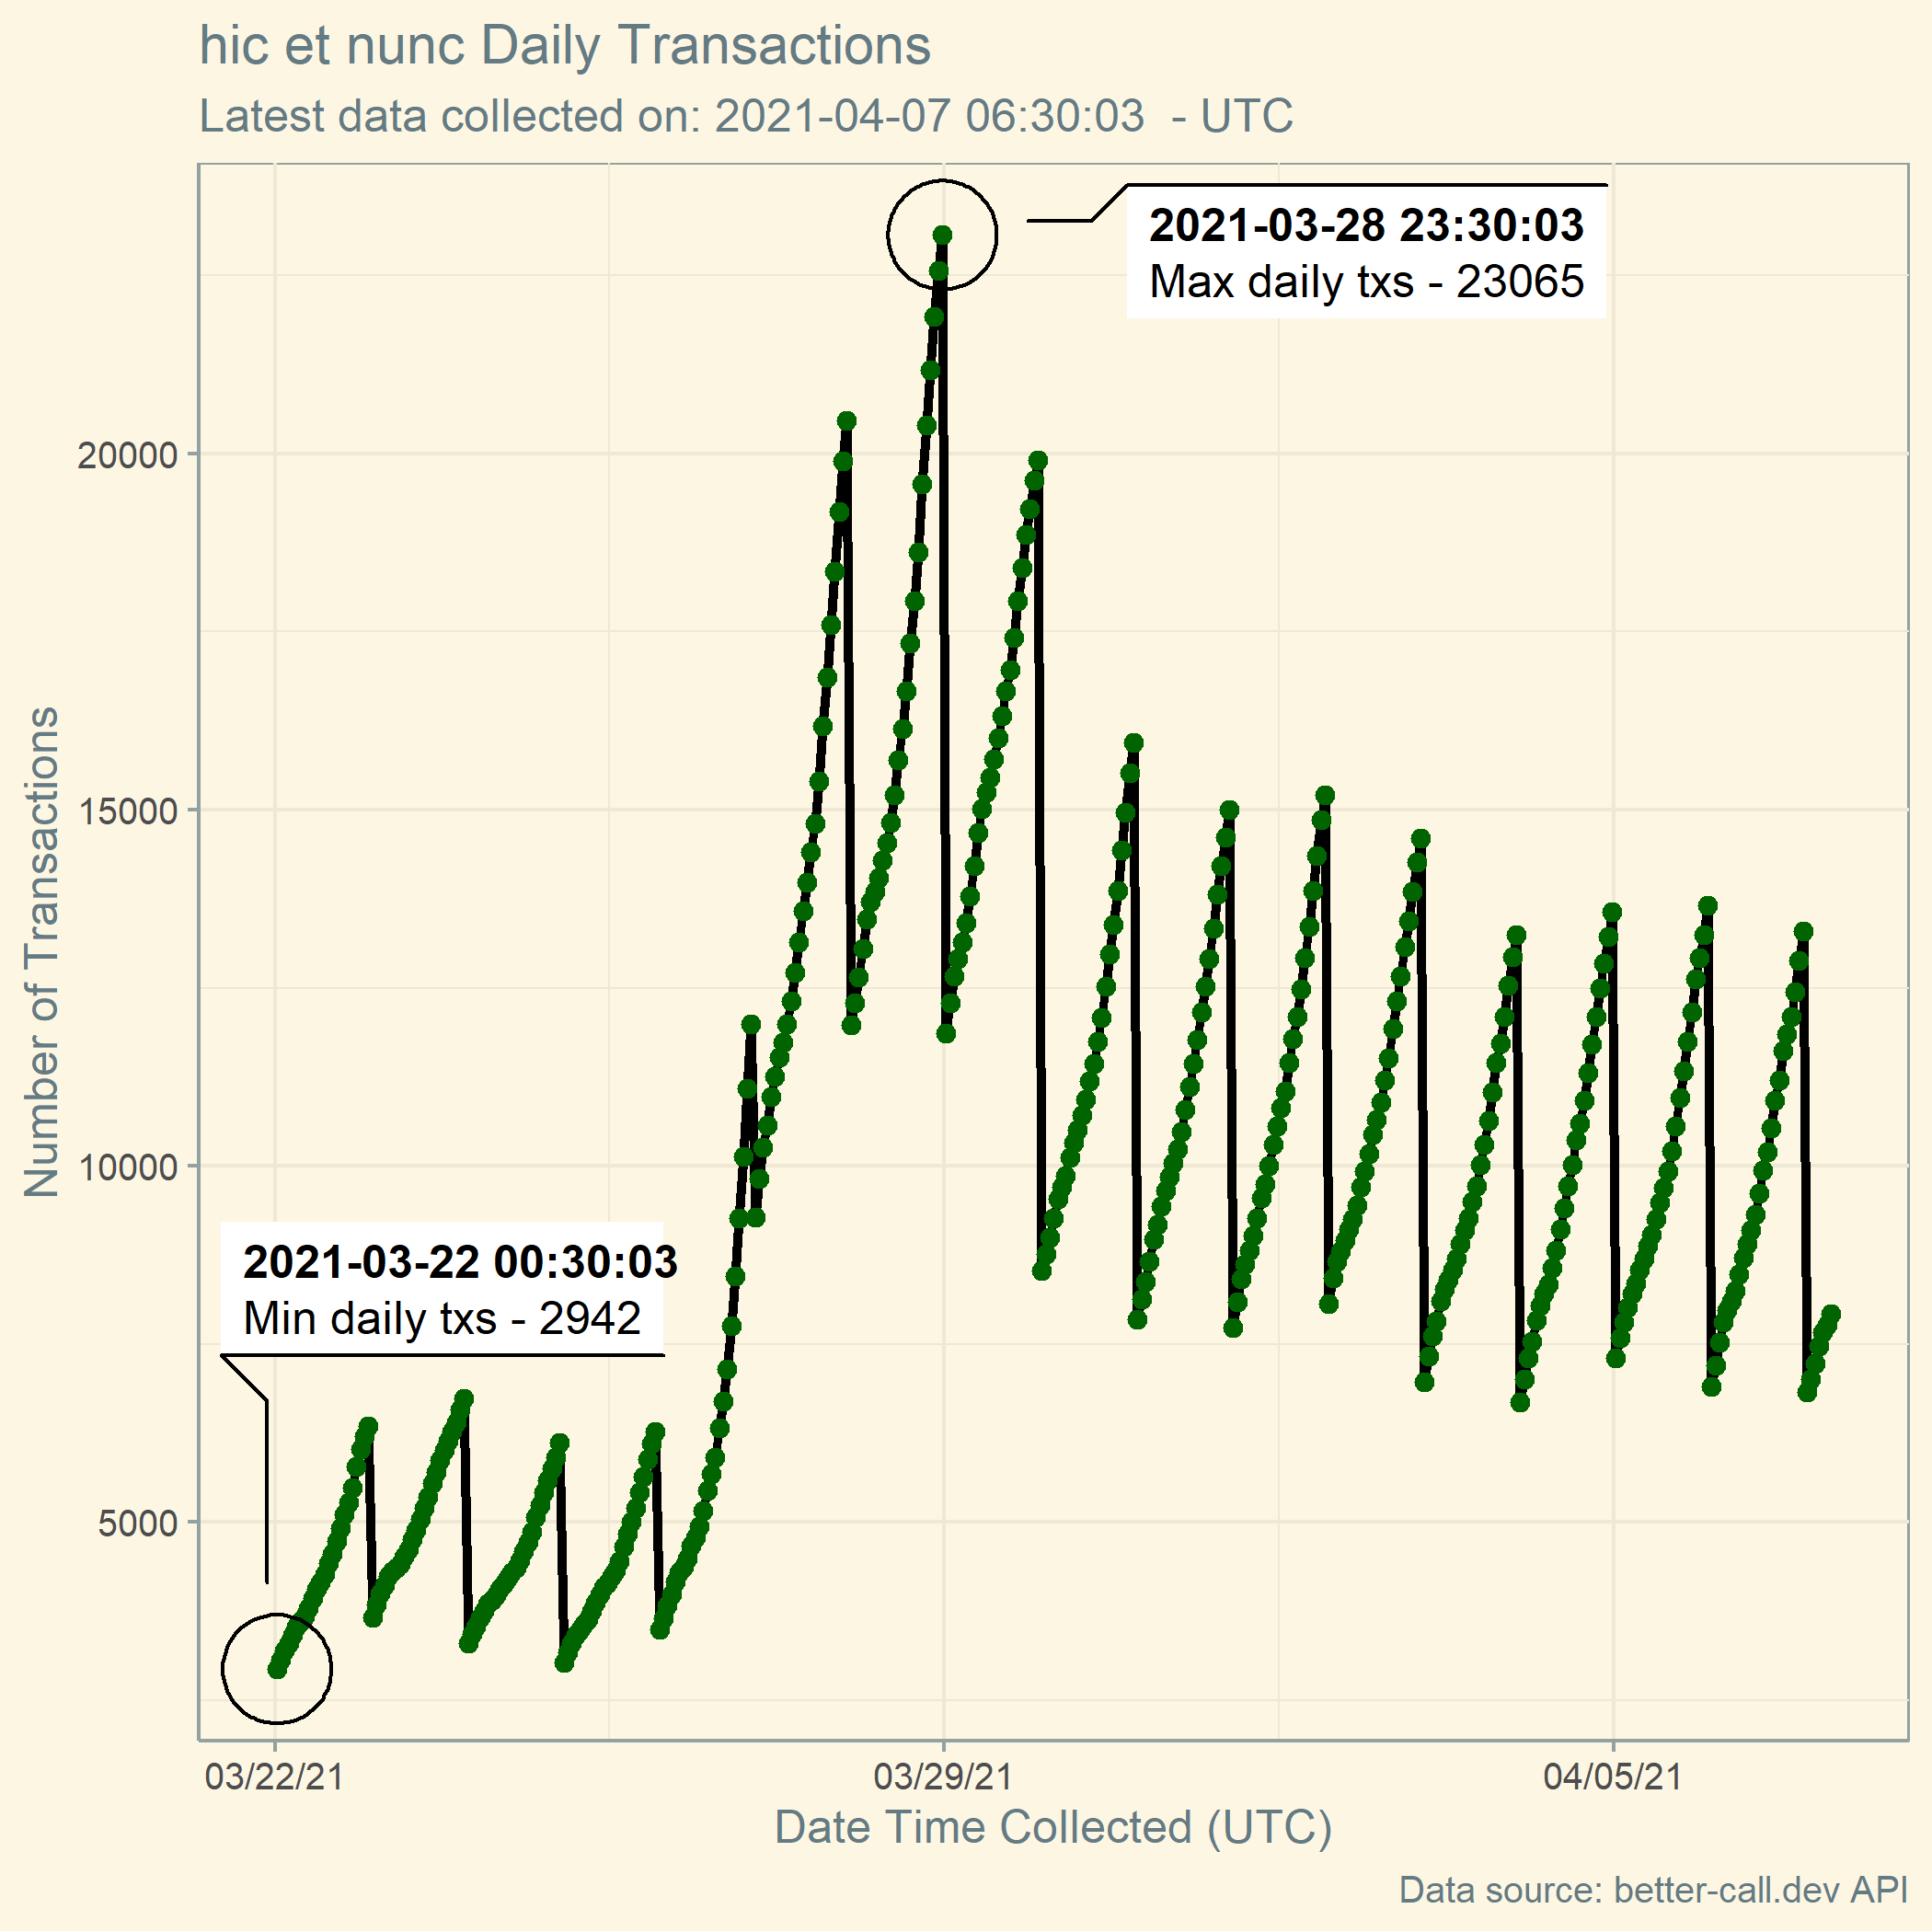 hic et nunc Daily Transactions
Latest data collected on: 2021-04-07 06:30:03  - UTC
2021-03-28 23:30:03
Max daily txs - 23065
20000
15000
10000
5000
Number of Transactions
2021-03-22 00:30:03
Min daily txs - 2942
03/22/21
03/29/21
04/05/21
Date Time Collected (UTC)
Data source: better-call.dev API